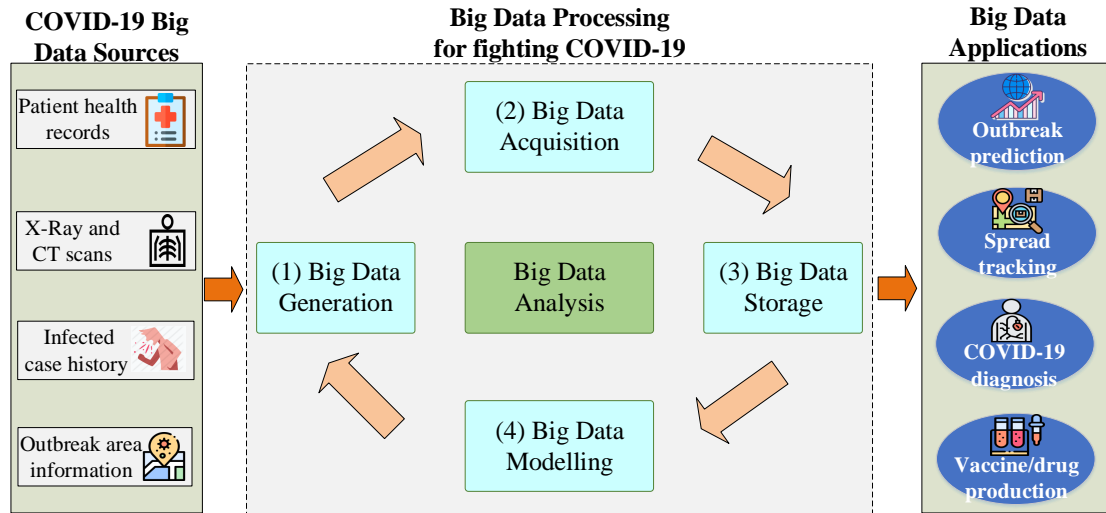 COVID-19 Big
Data Sources
Patient health
records
X-Ray and
CT scans
Infected
case history
Outbreak area
information
Big Data Processing
for fighting COVID-19
(2) Big Data
Acquisition
(1) Big Data
Generation
Big Data
Analysis
(3) Big Data
Storage
(4) Big Data
Modelling
Big Data
Applications
Outbreak
prediction
Spread
tracking
COVID-19
diagnosis
Vaccine/drug
production